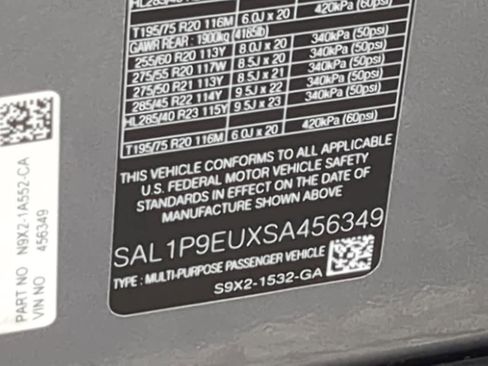 420kPa (60psi)
T195/75 R20 116M 6.0J x 20
GAWR REAR : 1900kg (4185lb)
255/60 R20 113Y 8.0J x 20 340kPa (50psi)
275/55 R20 117W 8.5J x 20 340kPa (50psi)
275/50 R21 113Y 8.5J x 21 340kPa (50psi)
285/45 R22 114Y 9.5J x 22 340kPa (50psi)
HL285/40 R23 115Y 9.5J x 23
T195/75 R20 116M 6.0J x 20 420kPa (60psi)
THIS VEHICLE CONFORMS TO ALL APPLICABLE
U.S. FEDERAL MOTOR VEHICLE SAFETY
STANDARDS IN EFFECT ON THE DATE OF
MANUFACTURE SHOWN ABOVE
SAL1P9EUXSA456349
TYPE : MULTI-PURPOSE PASSENGER VEHICLE
S9X2-1532-GA
PART NO N9X2-1A552-CA
VIN NO 456349